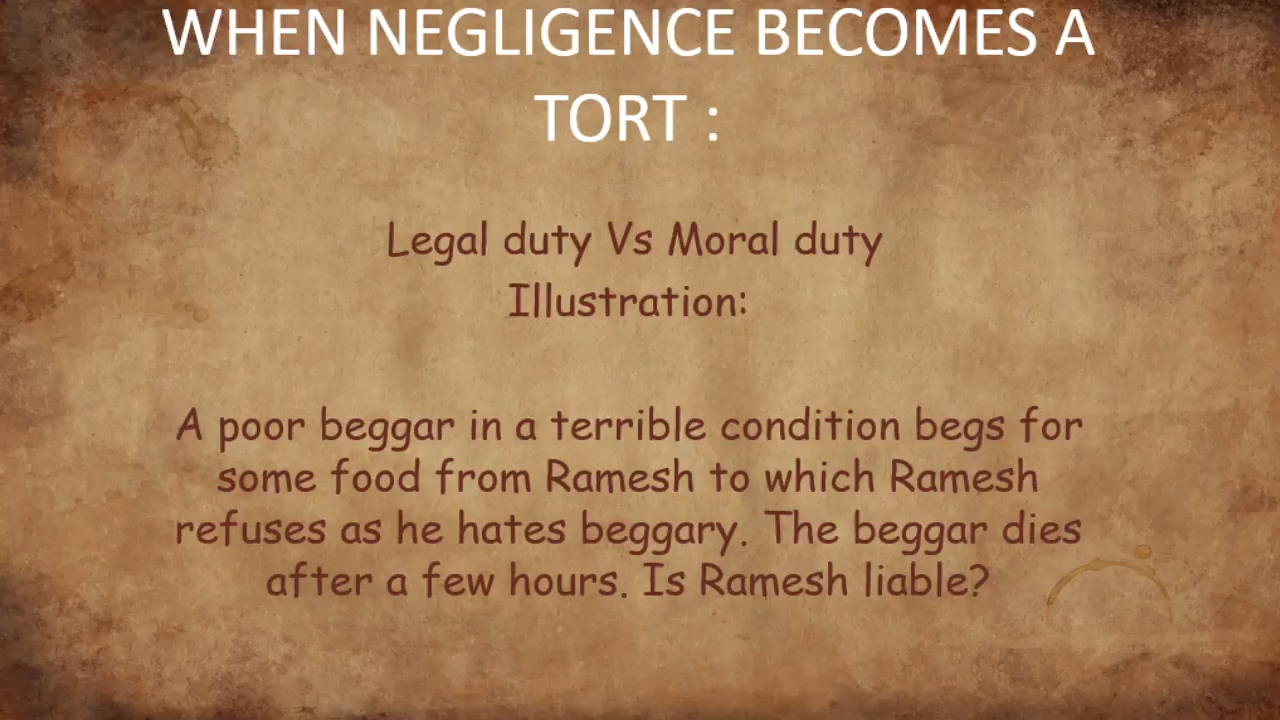 WHEN NEGLIGENCE BECOMES A
TORT :
Legal duty Vs Moral duty
Illustration:
A poor beggar in a terrible condition begs for
some food from Ramesh to which Ramesh
refuses as he hates beggary. The beggar dies
after a few hours. Is Ramesh liable?